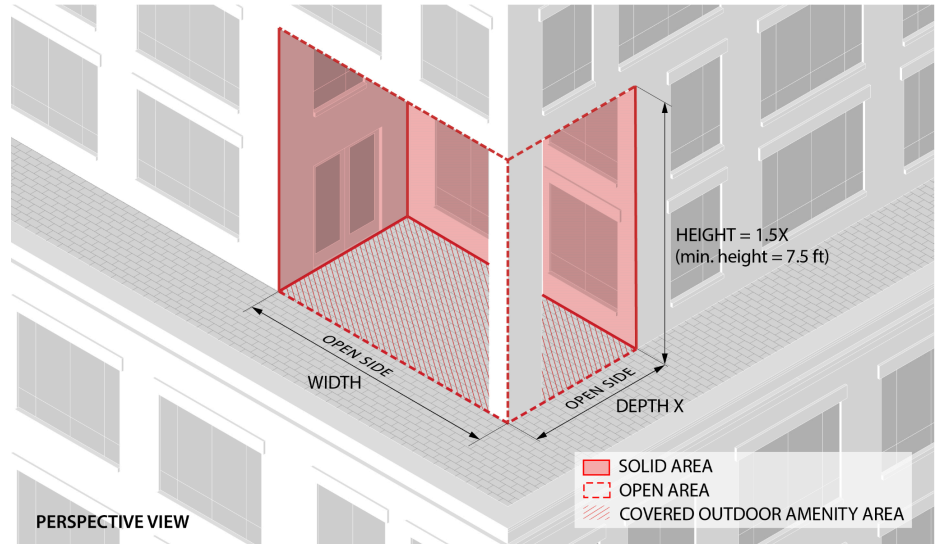 HEIGHT = 1.5X
(min. height = 7.5 ft)
OPEN SIDE
WIDTH
OPEN SIDE
DEPTH X
SOLID AREA
OPEN AREA
COVERED OUTDOOR AMENITY AREA
PERSPECTIVE VIEW